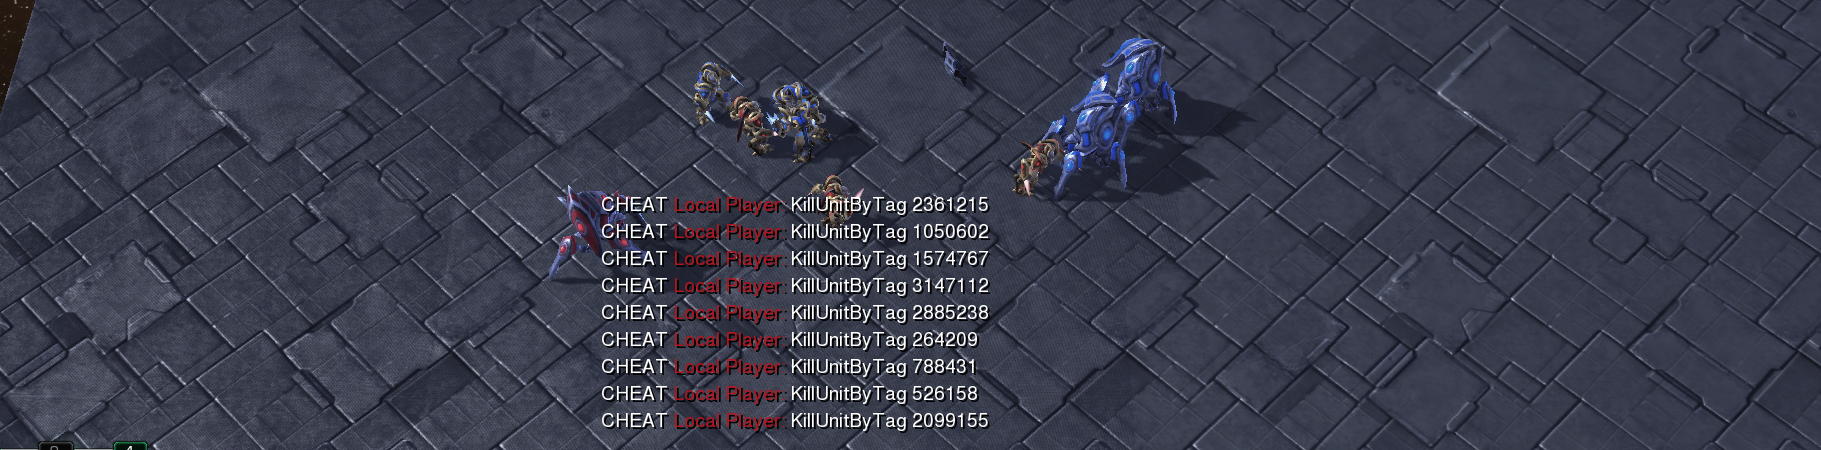 CHEAT Local Player: KillUnitByTag 2361215
CHEAT Local Player: KillUnitByTag 1050602
CHEAT Local Player: KillUnitByTag 1574767
CHEAT Local Player: KillUnitByTag 3147112
CHEAT Local Player: KillUnitByTag 2885238
CHEAT Local Player: KillUnitByTag 264209
CHEAT Local Player: KillUnitByTag 788431
CHEAT Local Player: KillUnitByTag 526158
CHEAT Local Player: KillUnitByTag 2099155